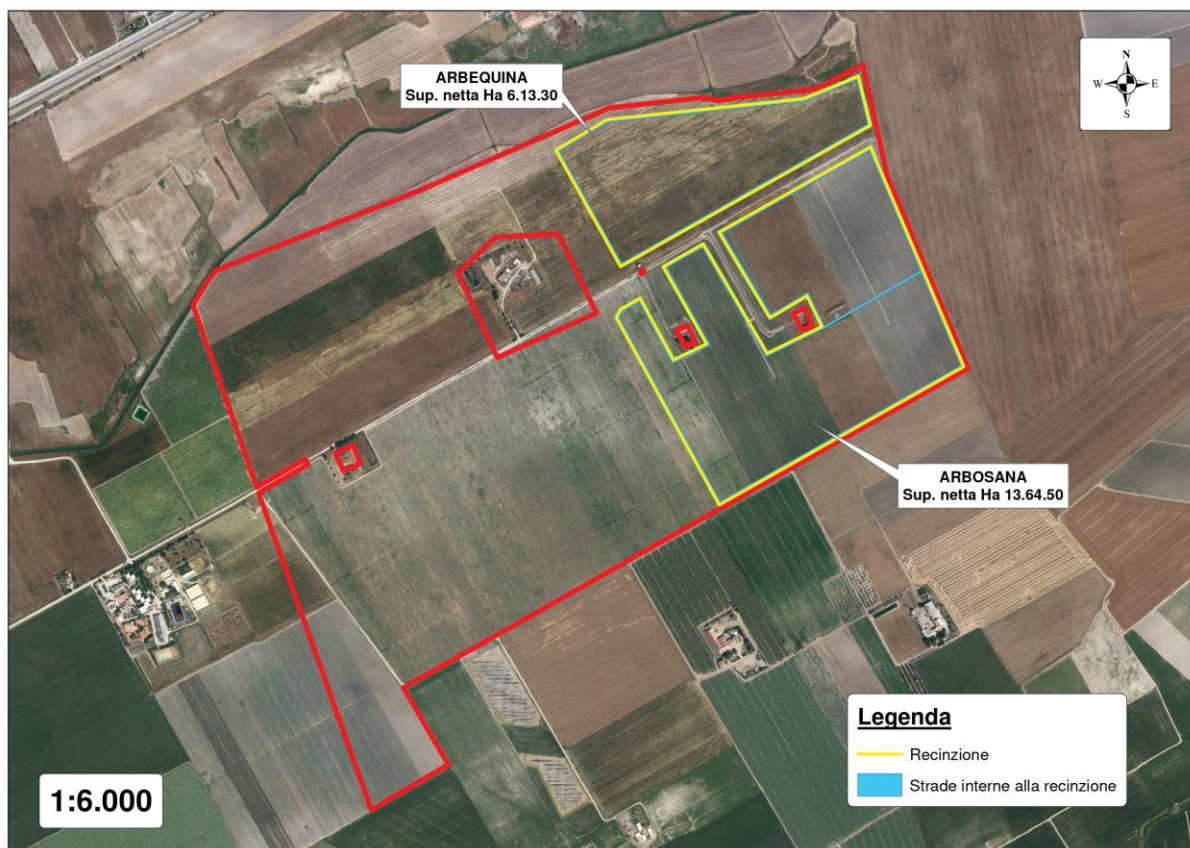 ARBEQUINA
Sup. netta Ha 6.13.30
N
W E
S
ARBOSANA
Sup. netta Ha 13.64.50
Legenda
Recinzione
Strade interne alla recinzione
1:6.000